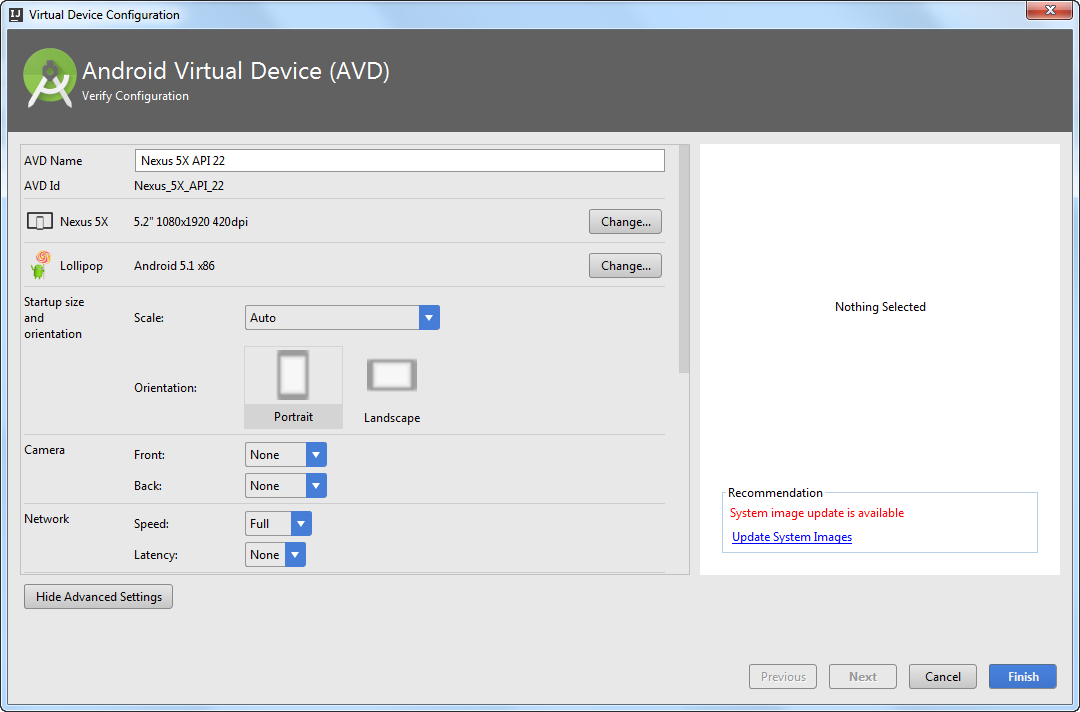 Virtual Device Configuration
Android Virtual Device (AVD)
Verify Configuration
AVD Name
Nexus 5X API 22
AVD Id
Nexus_5X_API_22
Nexus 5X
5.2" 1080x1920 420dpi
Change...
Lollipop
Android 5.1 x86
Change...
Startup size
and
orientation
Scale:
Auto
Orientation:
Portrait
Landscape
Camera
Front:
None
Back:
None
Network
Speed:
Full
Latency:
None
Nothing Selected
Recommendation
System image update is available
Update System Images
Hide Advanced Settings
Previous
Next
Cancel
Finish